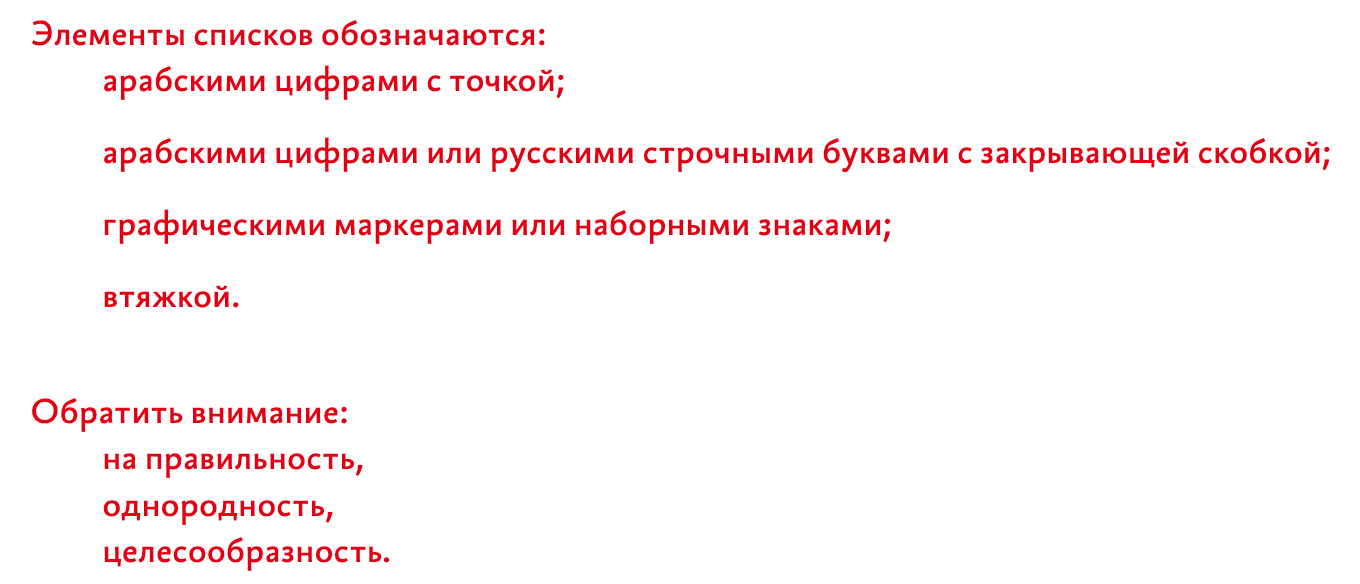 Элементы списков обозначаются:
арабскими цифрами с точкой;
арабскими цифрами или русскими строчными буквами с закрывающей скобкой;
графическими маркерами или наборными знаками;
втяжкой.
Обратить внимание:
на правильность,
однородность,
целесообразность.